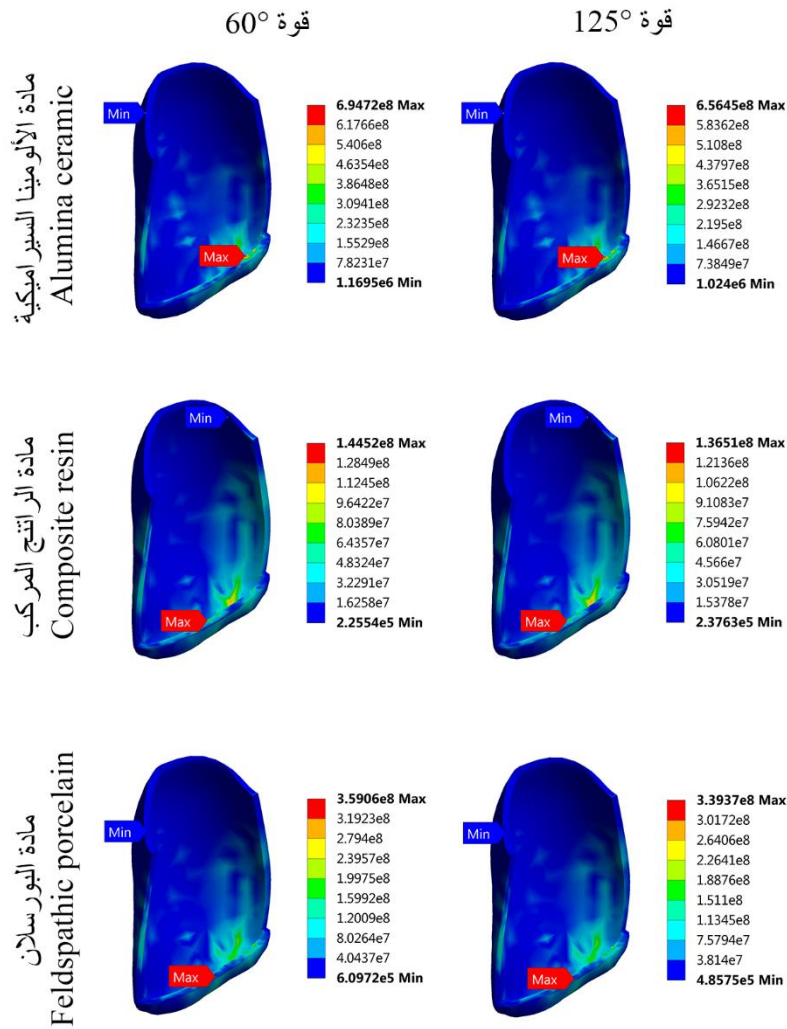 قوة °60
قوة °125
مادة الألومينا السيراميكية
Alumina ceramic
Min
Max
6.9472e8 Max
6.1766e8
5.406e8
4.6354e8
3.8648e8
3.0941e8
2.3235e8
1.5529e8
7.8231e7
1.1695e6 Min
Min
Max
6.5645e8 Max
5.8362e8
5.108e8
4.3797e8
3.6515e8
2.9232e8
2.195e8
1.4667e8
7.3849e7
1.024e6 Min
مادة الراتنج المركب
Composite resin
Min
Max
1.4452e8 Max
1.2849e8
1.1245e8
9.6422e7
8.0389e7
6.4357e7
4.8324e7
3.2291e7
1.6258e7
2.2554e5 Min
Min
Max
1.3651e8 Max
1.2136e8
1.0622e8
9.1083e7
7.5942e7
6.0801e7
4.566e7
3.0519e7
1.5378e7
2.3763e5 Min
مادة البورسلان
Feldspathic porcelain
Min
Max
3.5906e8 Max
3.1923e8
2.794e8
2.3957e8
1.9975e8
1.5992e8
1.2009e8
8.0264e7
4.0437e7
6.0972e5 Min
Min
Max
3.3937e8 Max
3.0172e8
2.6406e8
2.2641e8
1.8876e8
1.511e8
1.1345e8
7.5794e7
3.814e7
4.8575e5 Min